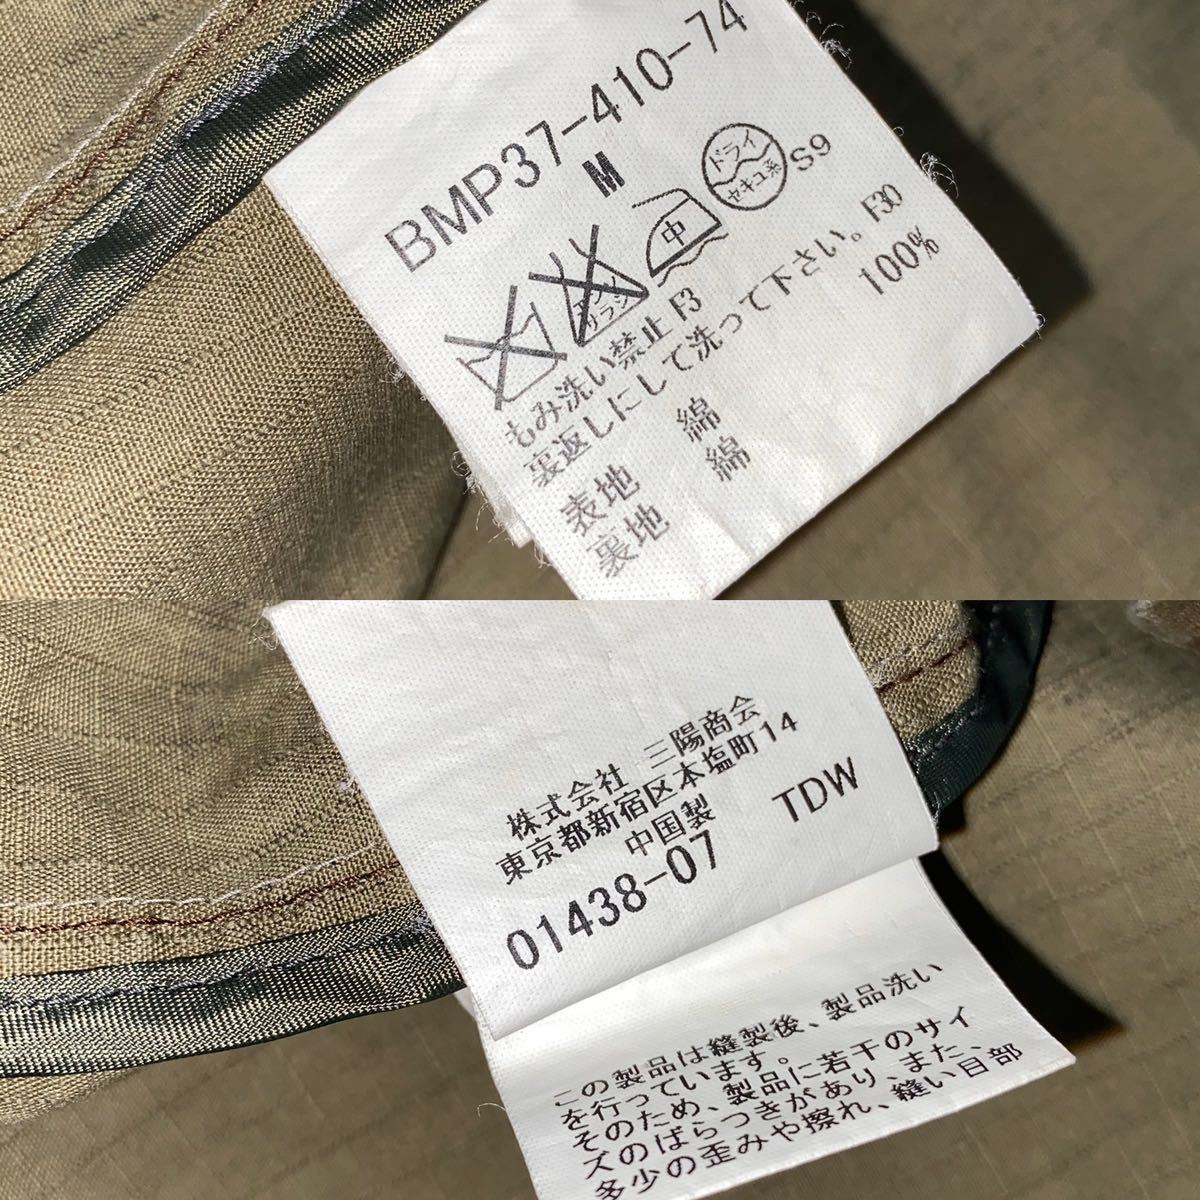 BMP37-410-74
M
中
ドライ
セキユ系
S9
エンソ
サラシ
もみ洗い禁止 F3
裏返しにして洗って下さい。F30
表地 綿 100%
裏地 綿
株式会社 三陽商会
東京都新宿区本塩町14
中国製 TDW
01438-07
この製品は縫製後、製品洗い
を行っています。
そのため、製品に若干のサイ
ズのばらつきがあり、また、
多少の歪みや擦れ、縫い目部